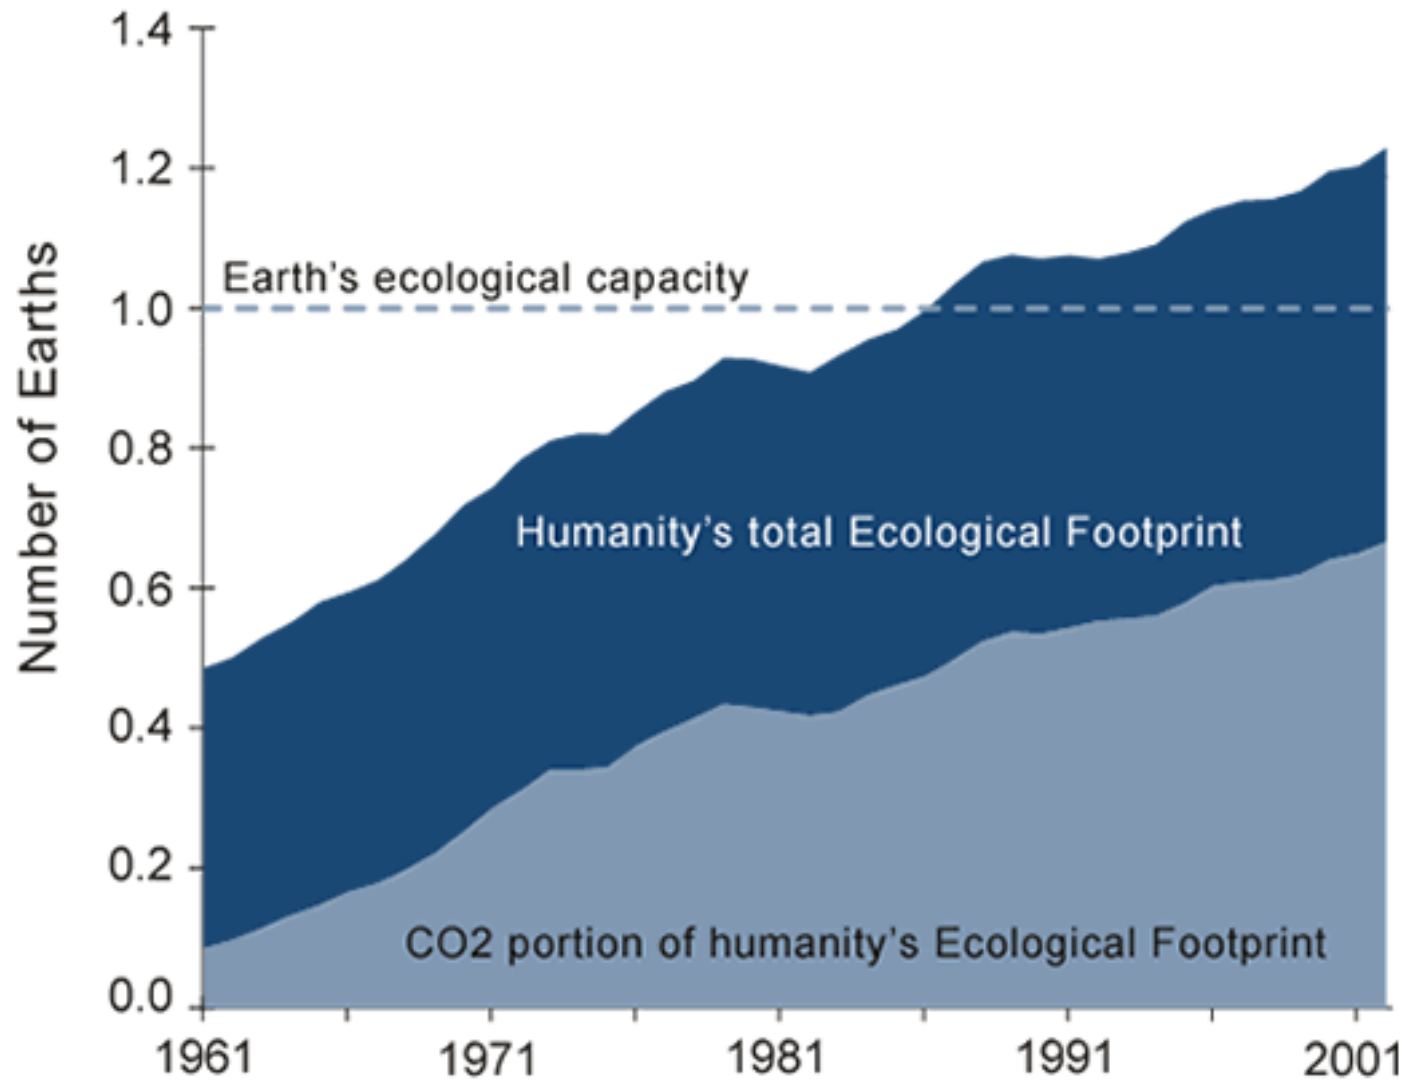 1.4
1.2
Earth's ecological capacity
1.0
Number of Earths
0.8
Humanity's total Ecological Footprint
0.6
0.4
0.2
CO2 portion of humanity's Ecological Footprint
0.0
1961 1971 1981 1991 2001